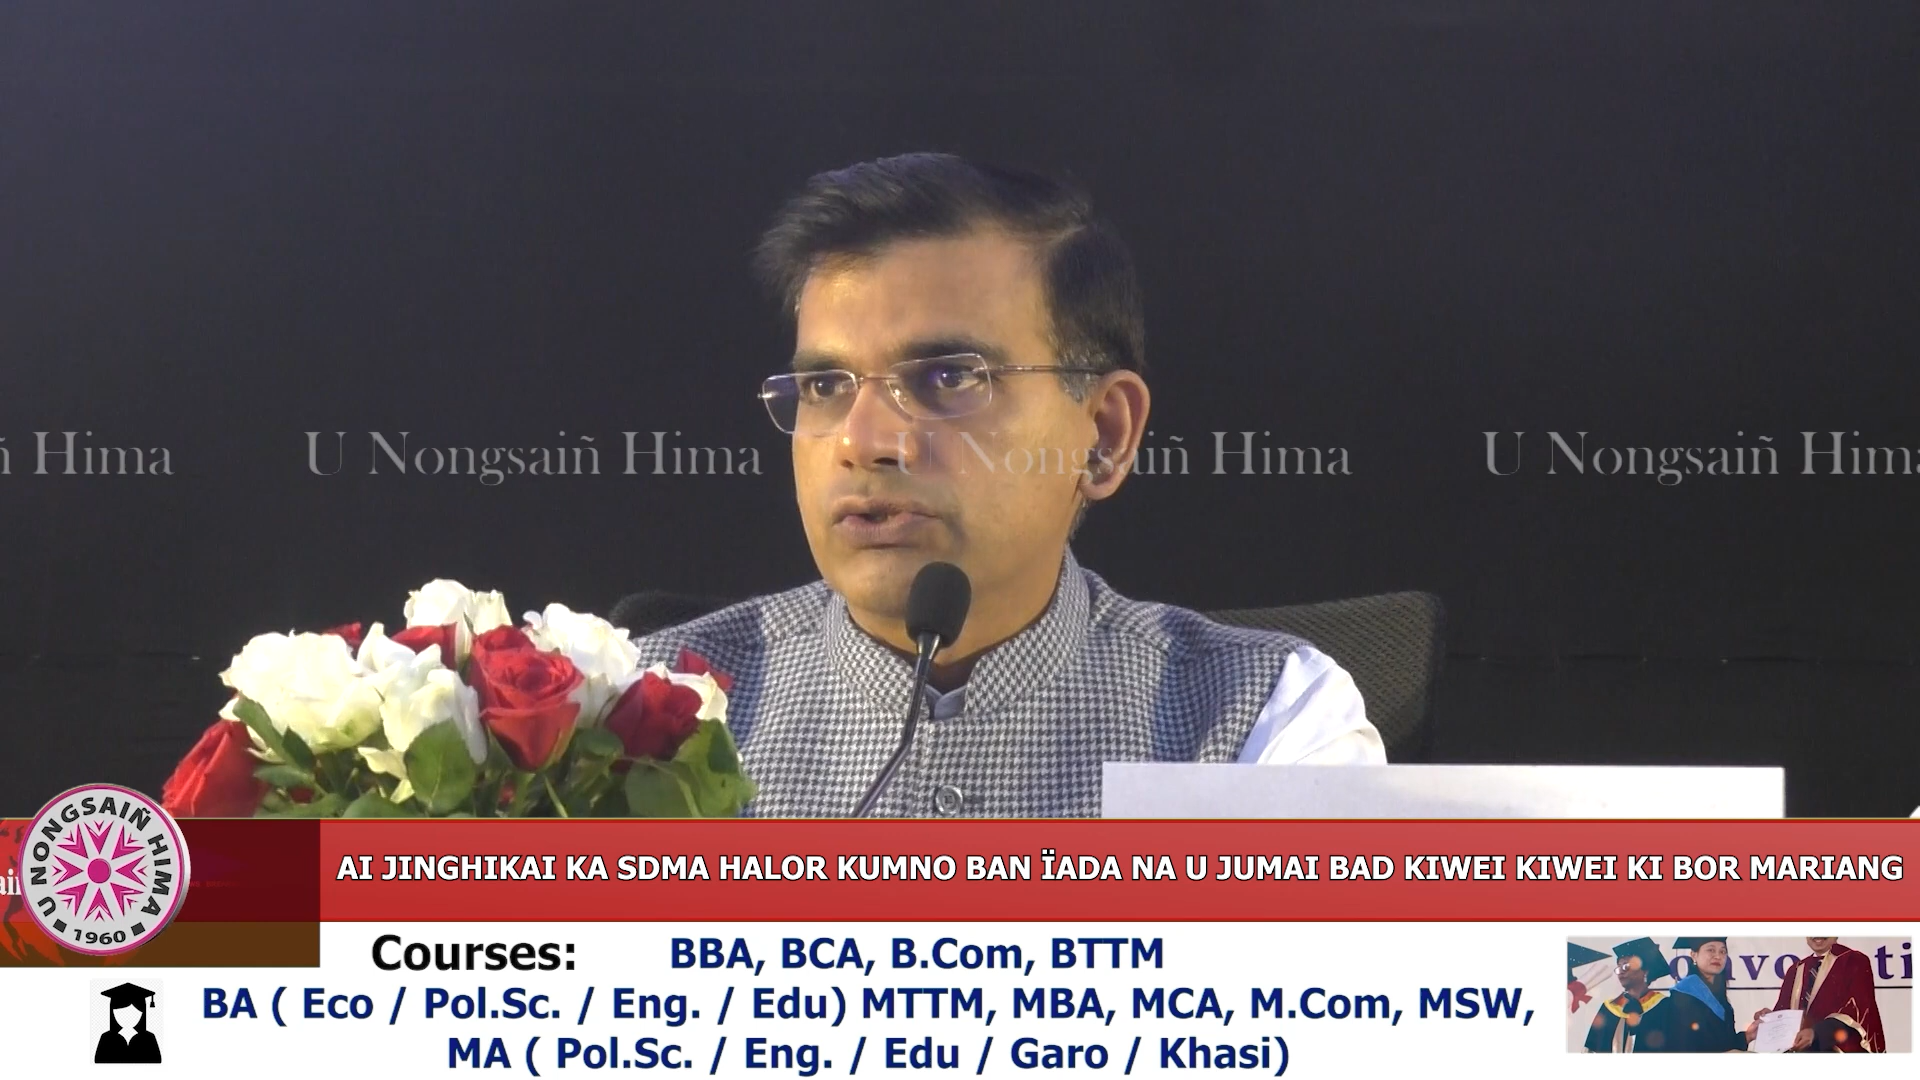 ñ Hima U Nongsaiñ Hima U Nongsaiñ Hima U Nongsaiñ Hima
U NONGSAIÑ HIMA
1960
AI JINGHIKAI KA SDMA HALOR KUMNO BAN ÏADA NA U JUMAI BAD KIWEI KIWEI KI BOR MARIANG
Courses: BBA, BCA, B.Com, BTTM
BA ( Eco / Pol.Sc. / Eng. / Edu) MTTM, MBA, MCA, M.Com, MSW,
MA ( Pol.Sc. / Eng. / Edu / Garo / Khasi)